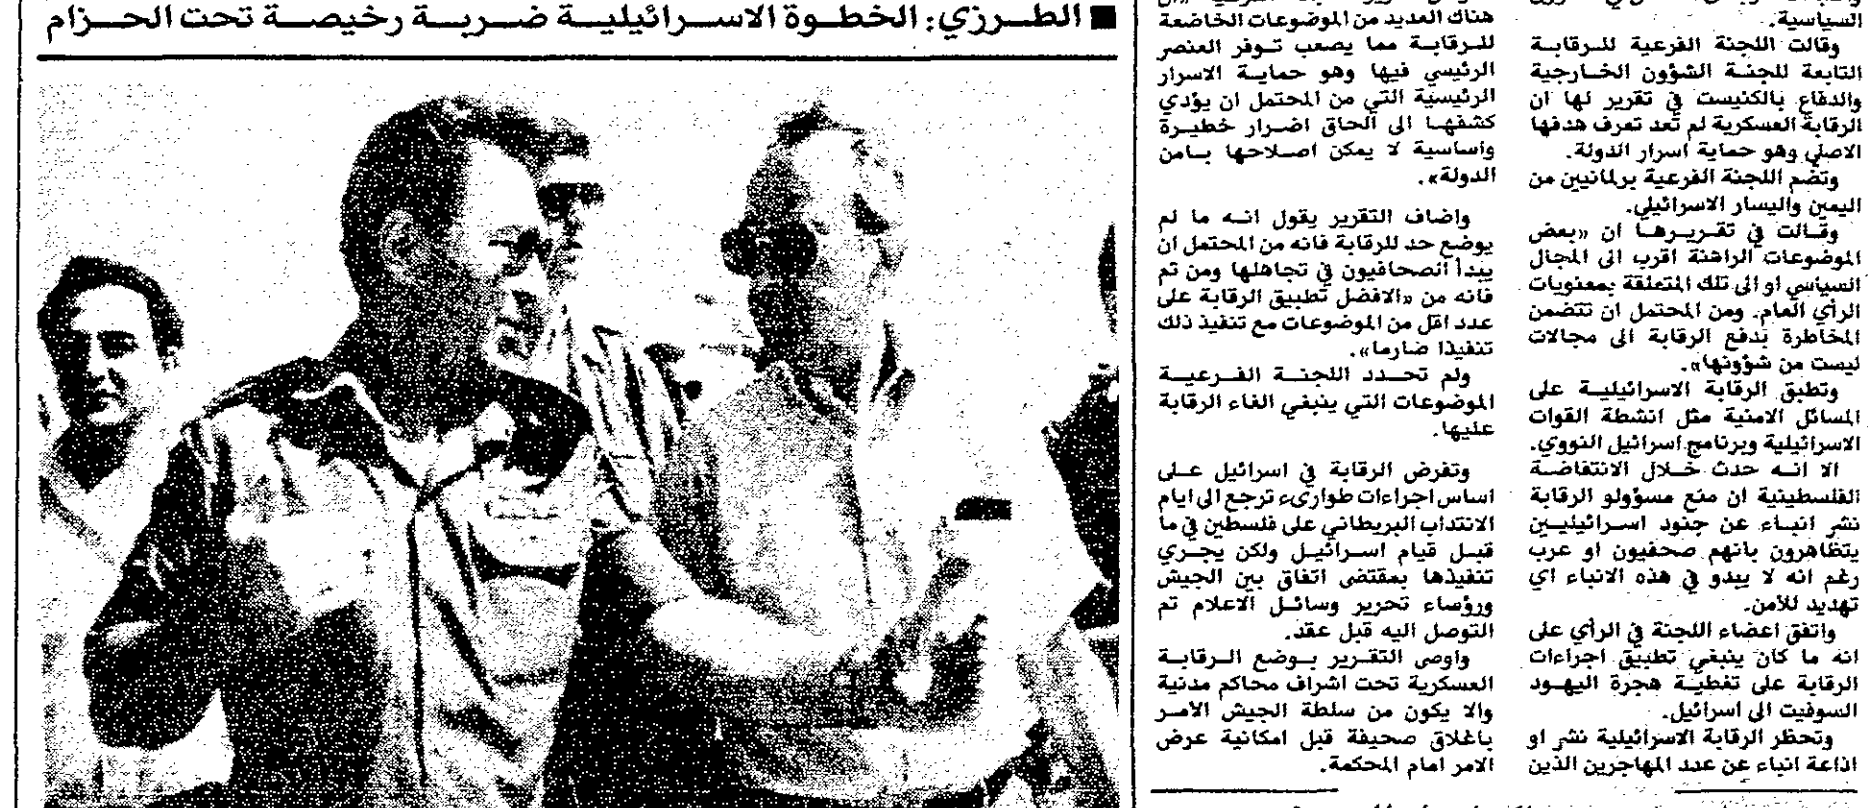 ■ الطرزي: الخطوة الاسرائيلية ضربة رخيصة تحت الحزام
السياسية.
وقالت اللجنة الفرعية للرقابة
التابعة للجنة الشؤون الخارجية
والدفاع بالكنيست في تقرير لها ان
الرقابة العسكرية لم تعد تعرف هدفها
الاصلي وهو حماية اسرار الدولة.
وتضم اللجنة الفرعية برلمانيين من
اليمين واليسار الاسرائيلي.
وقالت في تقريرها ان «بعض
الموضوعات الراهنة اقرب الى المجال
السياسي او الى تلك المتعلقة بمعنويات
الرأي العام. ومن المحتمل ان تتضمن
المخاطرة بدفع الرقابة الى مجالات
ليست من شؤونها».
وتطبق الرقابة الاسرائيلية على
المسائل الامنية مثل انشطة القوات
الاسرائيلية وبرنامج اسرائيل النووي.
الا انه حدث خلال الانتفاضة
الفلسطينية ان منع مسؤولو الرقابة
نشر انباء عن جنود اسرائيليين
يتظاهرون بانهم صحفيون او عرب
رغم انه لا يبدو في هذه الانباء اي
تهديد للأمن.
واتفق اعضاء اللجنة في الرأي على
انه ما كان ينبغي تطبيق اجراءات
الرقابة على تغطية هجرة اليهود
السوفيت الى اسرائيل.
وتحظر الرقابة الاسرائيلية نشر او
اذاعة انباء عن عدد المهاجرين الذين
هناك العديد من الموضوعات الخاضعة
للرقابة مما يصعب توفر العنصر
الرئيسي فيها وهو حماية الاسرار
الرئيسية التي من المحتمل ان يؤدي
كشفها الى الحاق اضرار خطيرة
واساسية لا يمكن اصلاحها بامن
الدولة».
واضاف التقرير يقول انه ما لم
يوضع حد للرقابة فانه من المحتمل ان
يبدأ الصحافيون في تجاهلها ومن ثم
فانه من «الافضل تطبيق الرقابة على
عدد اقل من الموضوعات مع تنفيذ ذلك
تنفيذا صارما».
ولم تحدد اللجنة الفرعية
الموضوعات التي ينبغي الغاء الرقابة
عليها.
وتفرض الرقابة في اسرائيل على
اساس اجراءات طوارىء ترجع الى ايام
الانتداب البريطاني على فلسطين في ما
قبل قيام اسرائيل ولكن يجري
تنفيذها بمقتضى اتفاق بين الجيش
ورؤساء تحرير وسائل الاعلام تم
التوصل اليه قبل عقد.
واوصى التقرير بوضع الرقابة
العسكرية تحت اشراف محاكم مدنية
والا يكون من سلطة الجيش الأمر
باغلاق صحيفة قبل امكانية عرض
الامر امام المحكمة.